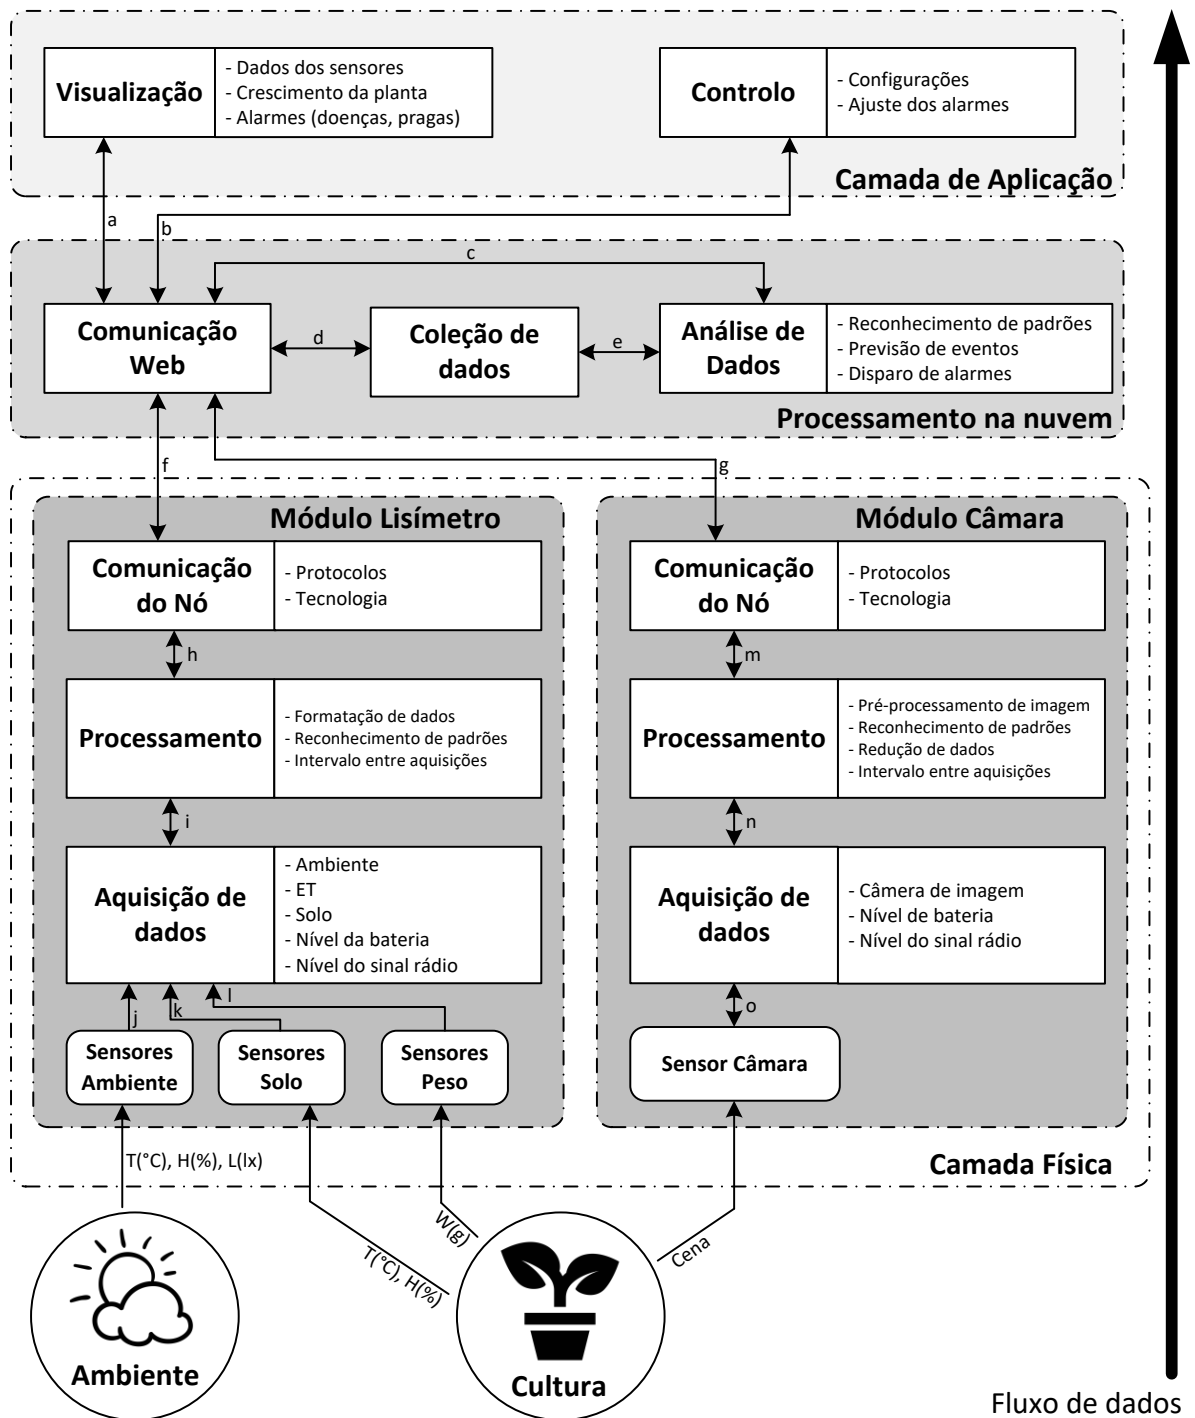 Visualização
- Dados dos sensores
- Crescimento da planta
- Alarmes (doenças, pragas)
Controlo
- Configurações
- Ajuste dos alarmes
Camada de Aplicação
a
b
c
Comunicação
Web
d
Coleção de
dados
e
Análise de
Dados
- Reconhecimento de padrões
- Previsão de eventos
- Disparo de alarmes
Processamento na nuvem
f
g
Módulo Lisímetro
Comunicação
do Nó
- Protocolos
- Tecnologia
h
Processamento
- Formatação de dados
- Reconhecimento de padrões
- Intervalo entre aquisições
i
Aquisição de
dados
- Ambiente
- ET
- Solo
- Nível da bateria
- Nível do sinal rádio
j
k
l
Sensores
Ambiente
Sensores
Solo
Sensores
Peso
Módulo Câmara
Comunicação
do Nó
- Protocolos
- Tecnologia
m
Processamento
- Pré-processamento de imagem
- Reconhecimento de padrões
- Redução de dados
- Intervalo entre aquisições
n
Aquisição de
dados
- Câmera de imagem
- Nível de bateria
- Nível do sinal rádio
o
Sensor Câmara
Camada Física
T(°C), H(%), L(lx)
T(°C), H(%)
W(g)
Cena
Ambiente
Cultura
Fluxo de dados